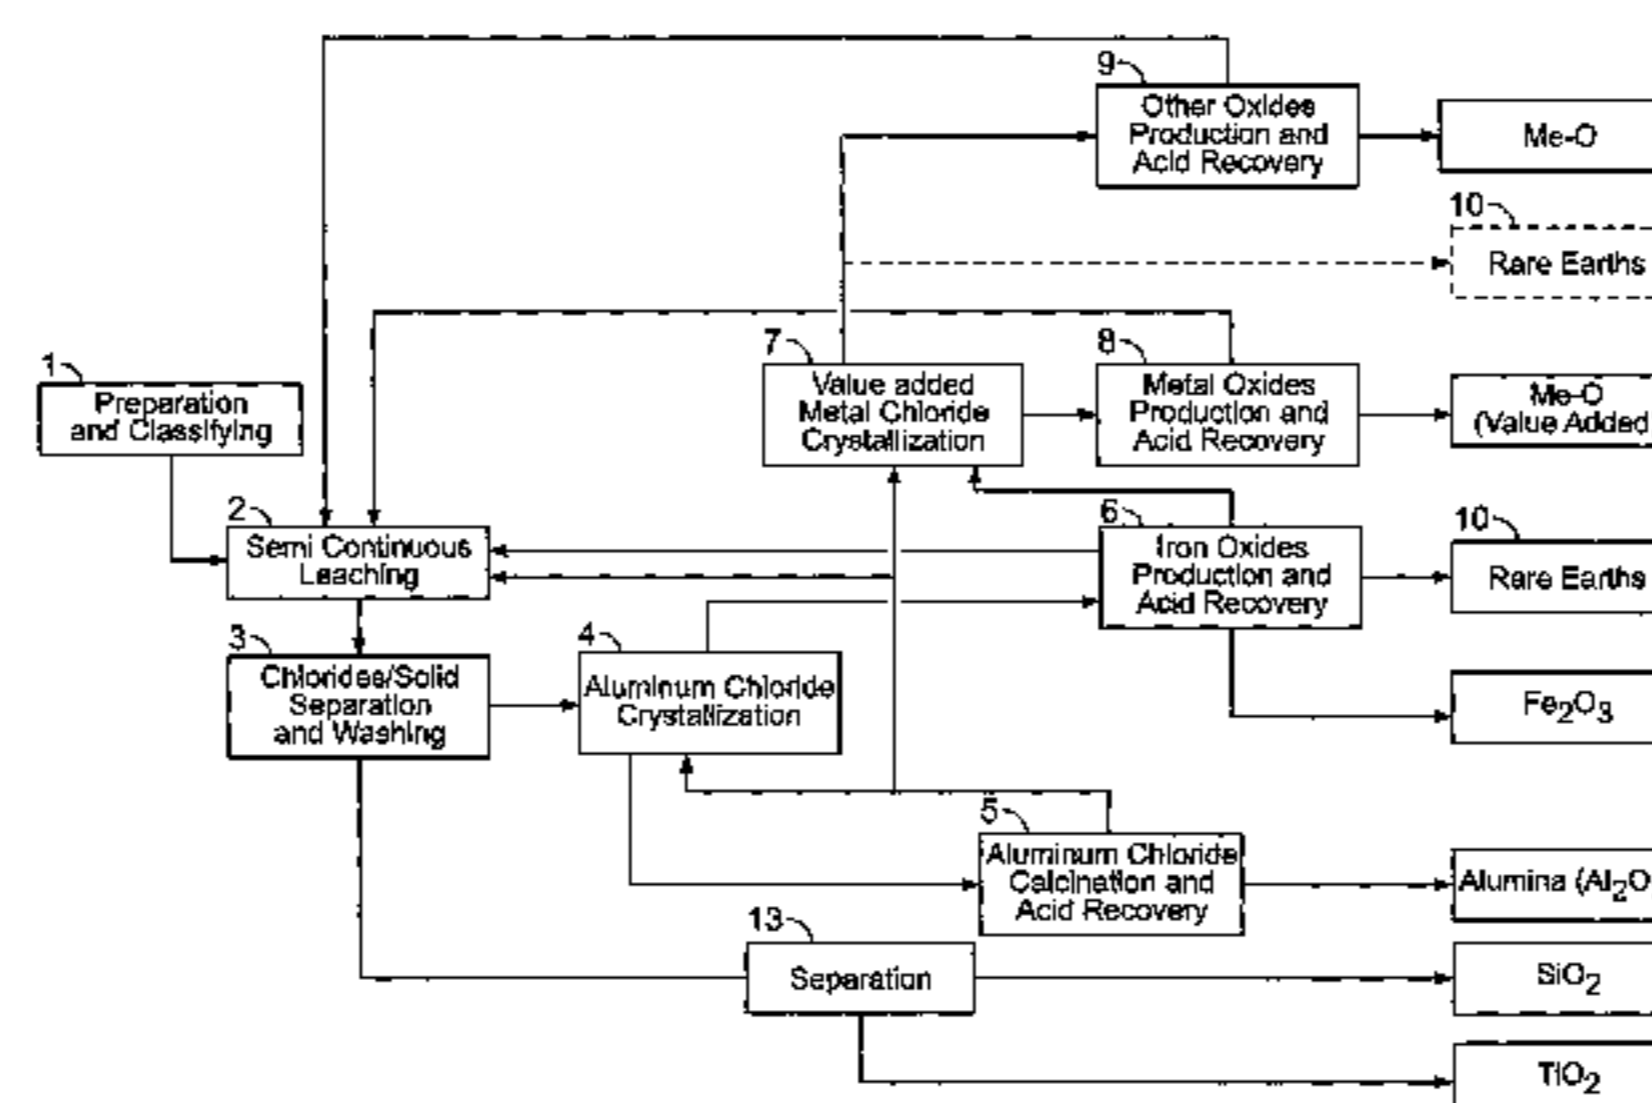 9
Other Oxides
Production and
Acid Recovery
Me-O
10
Rare Earths
7
Value added
Metal Chloride
Crystallization
8
Metal Oxides
Production and
Acid Recovery
Me-O
(Value Added
1
Preparation
and Classifying
2
Semi Continuous
Leaching
6
Iron Oxides
Production and
Acid Recovery
10
Rare Earths
3
Chlorides/Solid
Separation
and Washing
4
Aluminum Chloride
Crystallization
Fe2O3
5
Aluminum Chloride
Calcination and
Acid Recovery
Alumina (Al2O
13
Separation
SiO2
TiO2